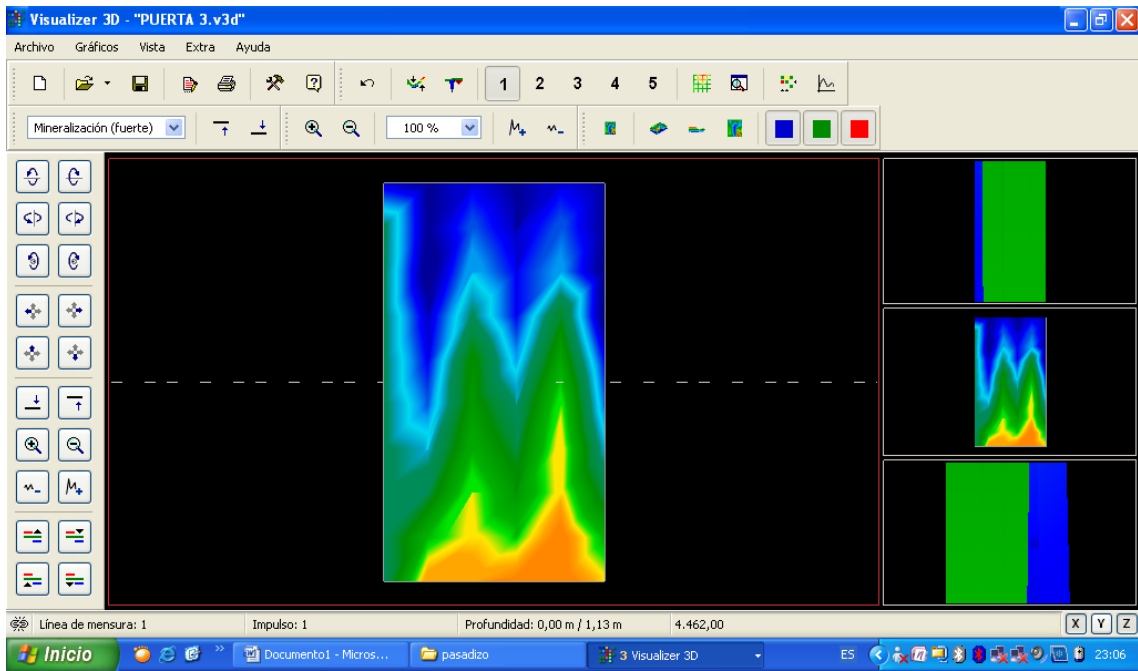 Visualizer 3D - "PUERTA 3.v3d"
Archivo Gráficos Vista Extra Ayuda
1 2 3 4 5
Mineralización (fuerte) 100 %
Línea de mensura: 1 Impulso: 1 Profundidad: 0,00 m / 1,13 m 4.462,00 X Y Z
Inicio Documento1 - Micros... pasadizo 3 Visualizer 3D ES 23:06